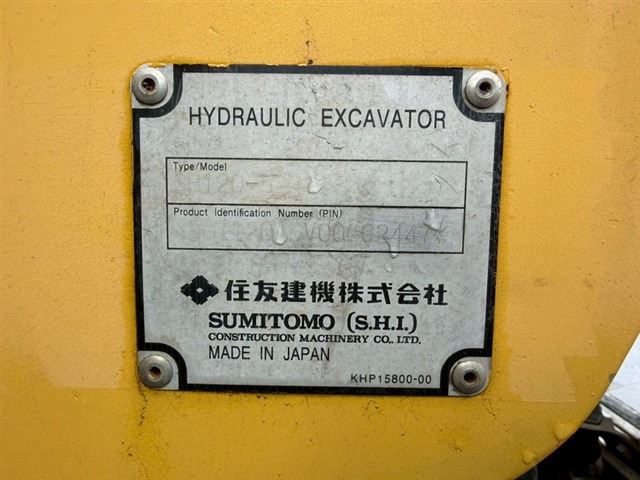 HYDRAULIC EXCAVATOR
Type/Model
Product Identification Number (PIN)
住友建機株式会社
SUMITOMO (S.H.I.)
CONSTRUCTION MACHINERY CO., LTD.
MADE IN JAPAN
KHP15800-00